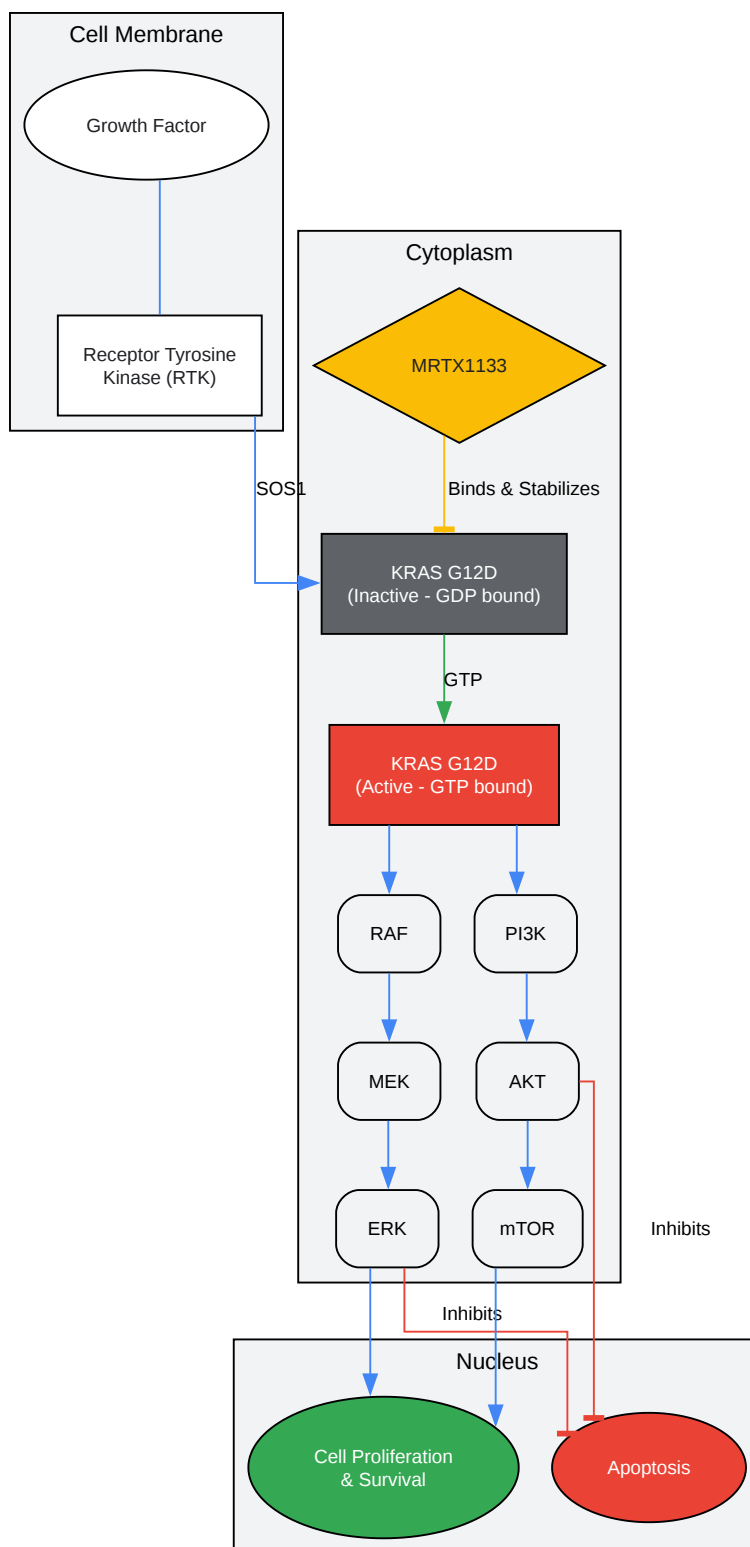 Cell Membrane
Growth Factor
Receptor Tyrosine
Kinase (RTK)
Cytoplasm
MRTX1133
SOS1
Binds & Stabilizes
KRAS G12D
(Inactive - GDP bound)
GTP
KRAS G12D
(Active - GTP bound)
RAF
PI3K
MEK
AKT
ERK
mTOR
Inhibits
Inhibits
Nucleus
Cell Proliferation
& Survival
Apoptosis